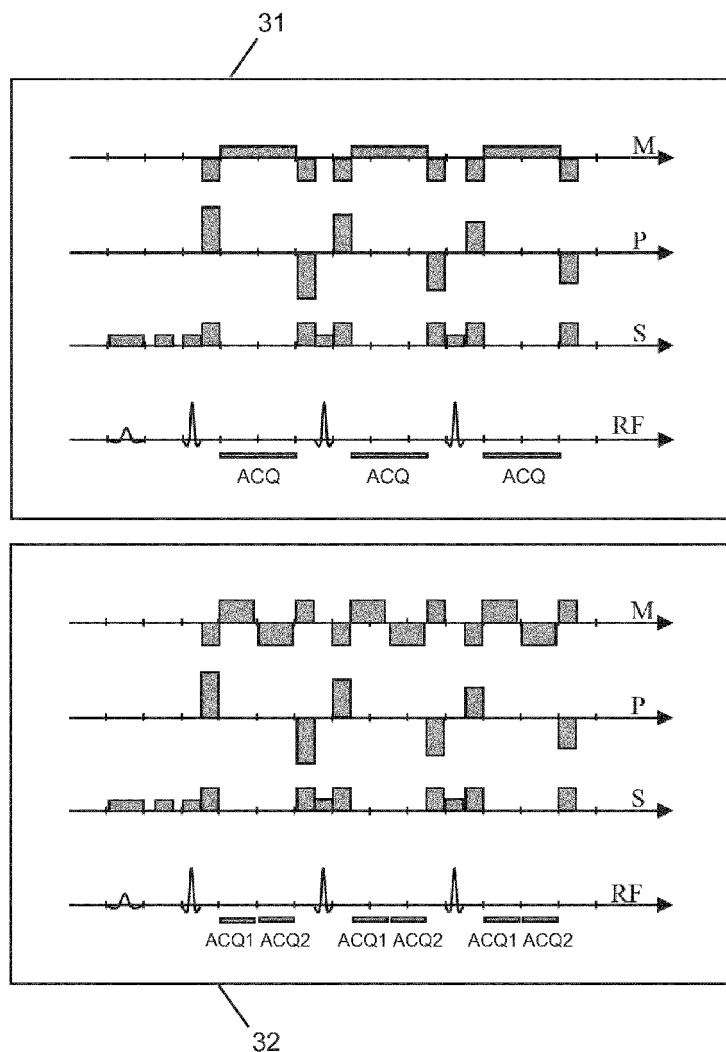 31
M
P
S
RF
ACQ ACQ ACQ
M
P
S
RF
ACQ1 ACQ2 ACQ1 ACQ2 ACQ1 ACQ2
32